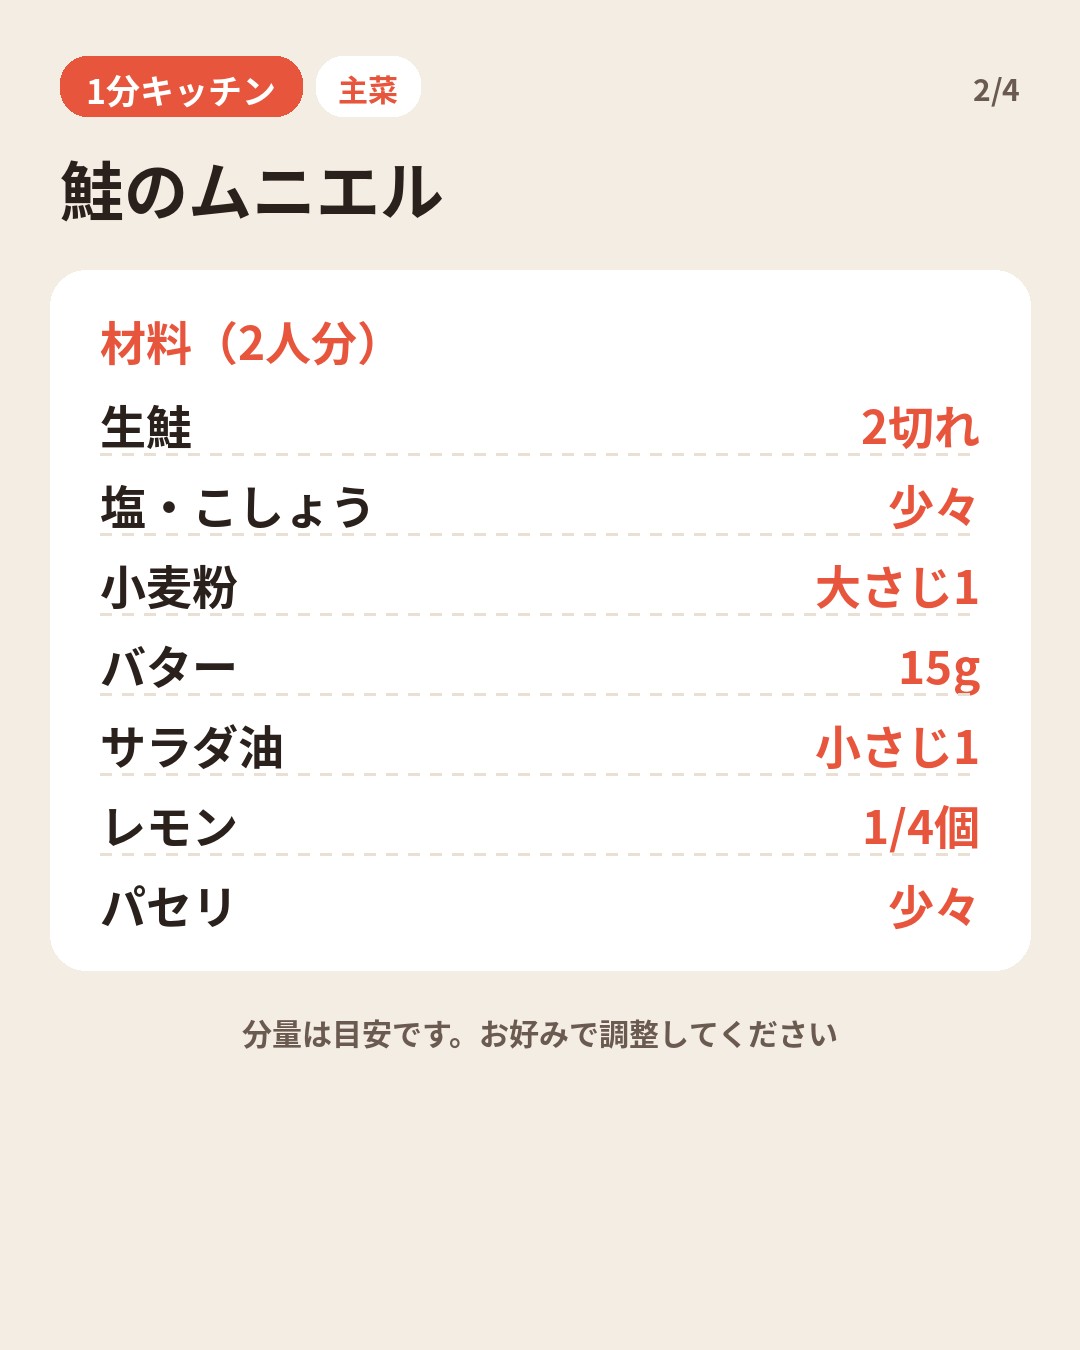 1分キッチン 主菜 2/4
鮭のムニエル
材料（2人分）
生鮭 2切れ
塩・こしょう 少々
小麦粉 大さじ1
バター 15g
サラダ油 小さじ1
レモン 1/4個
パセリ 少々
分量は目安です。お好みで調整してください